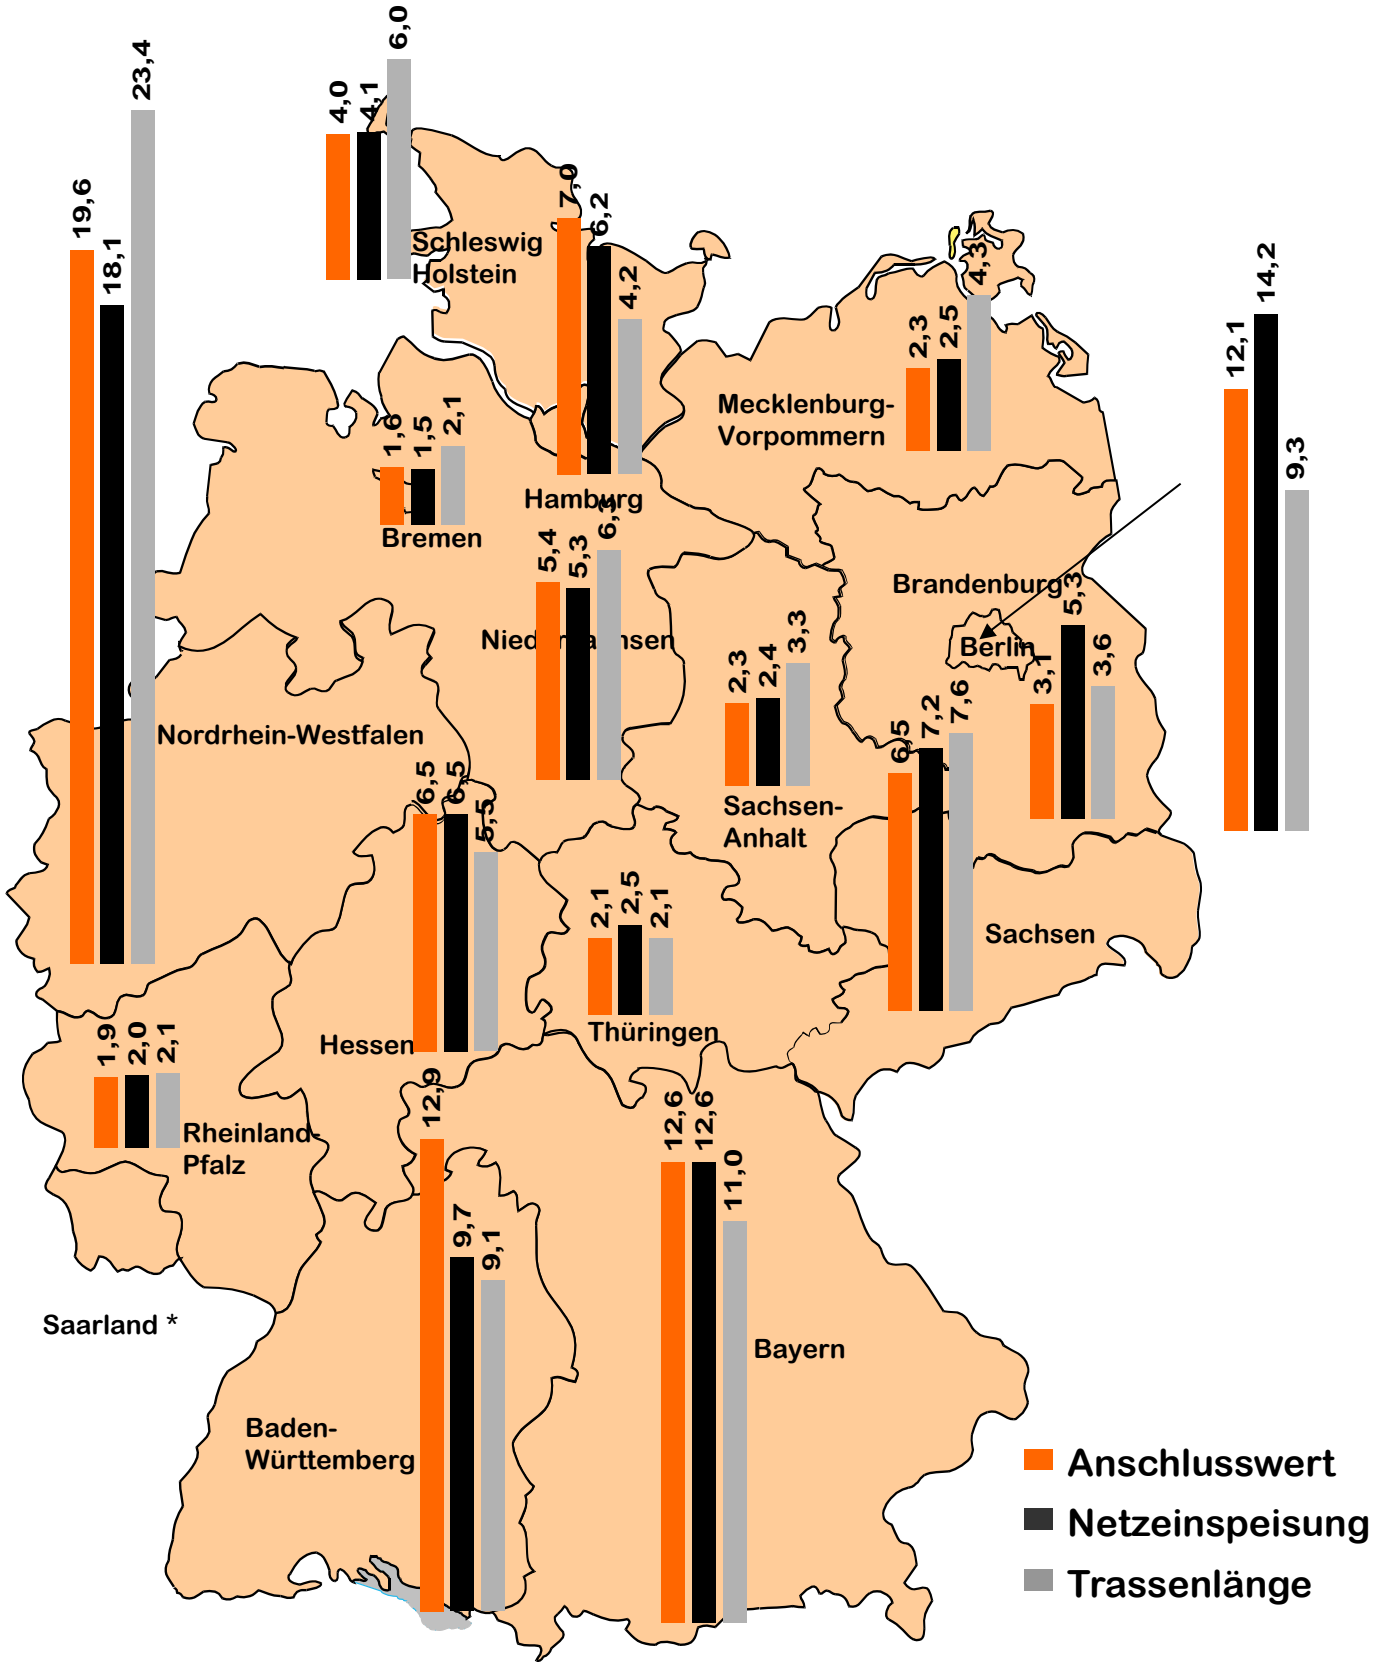 23,4
19,6
18,1
6,0
4,0
4,1
Schleswig
Holstein
7,0
6,2
4,2
4,3
2,3
2,5
Mecklenburg-
Vorpommern
14,2
12,1
9,3
1,6
1,5
2,1
Bremen
Hamburg
5,4
5,3
6,3
Niedersachsen
Brandenburg
Berlin
3,1
5,3
3,6
2,3
2,4
3,3
Sachsen-
Anhalt
Nordrhein-Westfalen
6,5
7,2
7,6
Sachsen
6,5
6,5
5,5
Hessen
2,1
2,5
2,1
Thüringen
1,9
2,0
2,1
Rheinland-
Pfalz
12,9
9,7
9,1
12,6
12,6
11,0
Saarland *
Bayern
Baden-
Württemberg
Anschlusswert
Netzeinspeisung
Trassenlänge